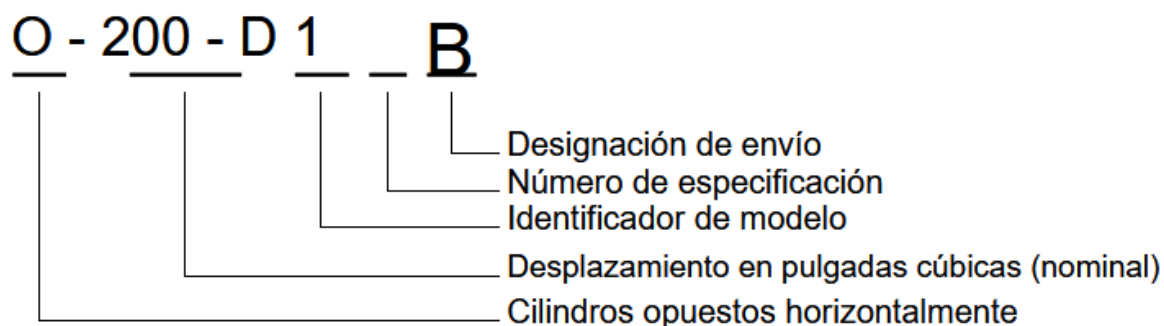 O - 200 - D 1 _ B
Designación de envío
Número de especificación
Identificador de modelo
Desplazamiento en pulgadas cúbicas (nominal)
Cilindros opuestos horizontalmente